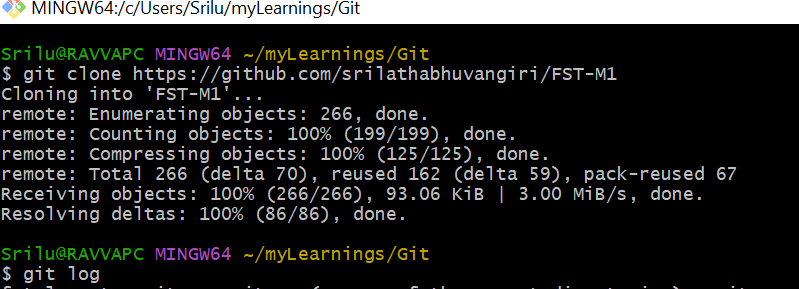 MINGW64:/c/Users/Srilu/myLearnings/Git
Srilu@RAVVAPC MINGW64 ~/myLearnings/Git
$ git clone https://github.com/srilathabhuvangiri/FST-M1
Cloning into 'FST-M1'...
remote: Enumerating objects: 266, done.
remote: Counting objects: 100% (199/199), done.
remote: Compressing objects: 100% (125/125), done.
remote: Total 266 (delta 70), reused 162 (delta 59), pack-reused 67
Receiving objects: 100% (266/266), 93.06 KiB | 3.00 MiB/s, done.
Resolving deltas: 100% (86/86), done.
Srilu@RAVVAPC MINGW64 ~/myLearnings/Git
$ git log